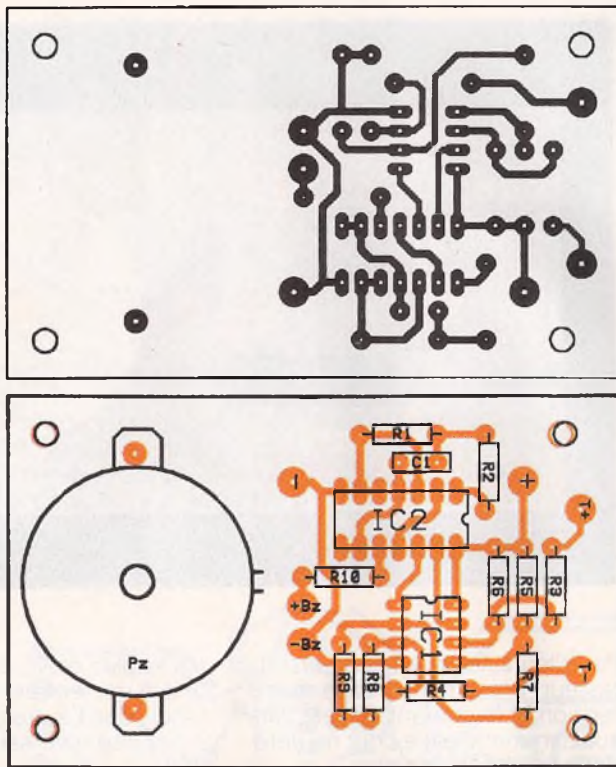 R1
C1
R2
-
+
T+
IC2
R10
R6
R5
R3
+Bz
-Bz
IC1
Pz
R9
R8
R4
R7
T-